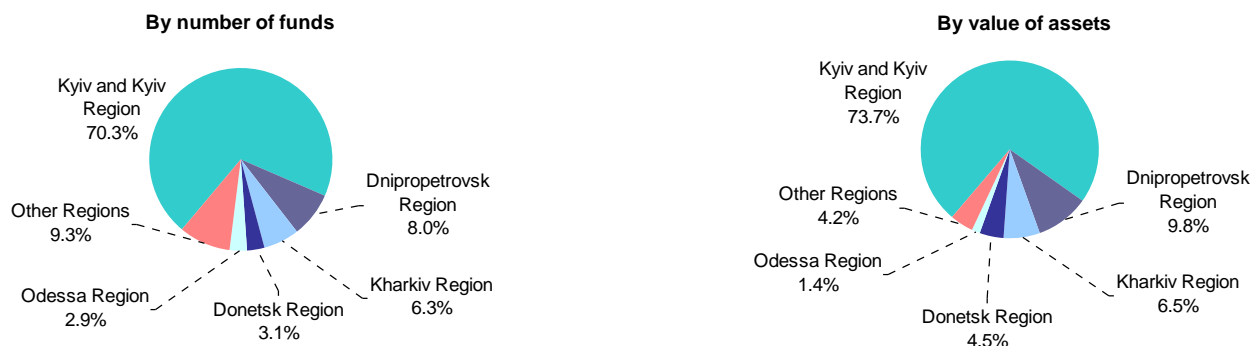 By number of funds
Kyiv and Kyiv
Region
70.3%
Dnipropetrovsk
Region
8.0%
Other Regions
9.3%
Kharkiv Region
6.3%
Odessa Region
2.9%
Donetsk Region
3.1%
By value of assets
Kyiv and Kyiv
Region
73.7%
Dnipropetrovsk
Region
9.8%
Other Regions
4.2%
Odessa Region
1.4%
Kharkiv Region
6.5%
Donetsk Region
4.5%